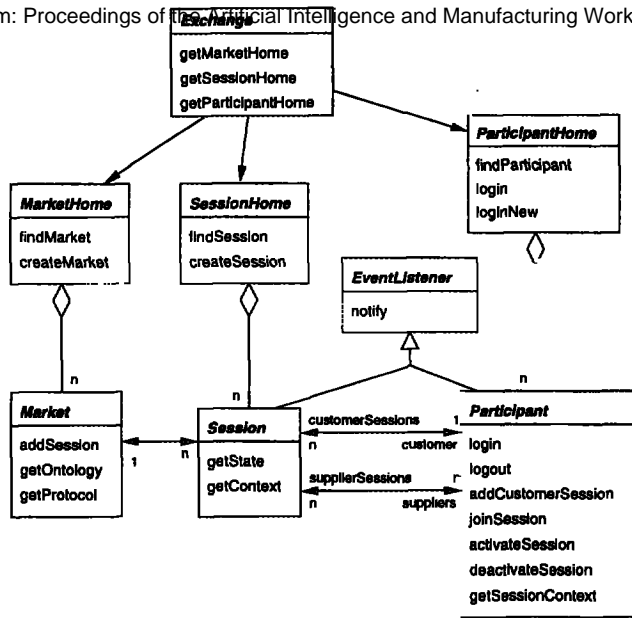 m: Proceedings of the Artificial Intelligence and Manufacturing Work
Exchange
getMarketHome
getSessionHome
getParticipantHome
ParticipantHome
findParticipant
login
loginNew
MarketHome
findMarket
createMarket
SessionHome
findSession
createSession
EventListener
notify
n
n
n
Market
addSession
getOntology
getProtocol
1
n
Session
getState
getContext
customerSessions
1
n
customer
supplierSessions
n
suppliers
Participant
login
logout
addCustomerSession
joinSession
activateSession
deactivateSession
getSessionContext